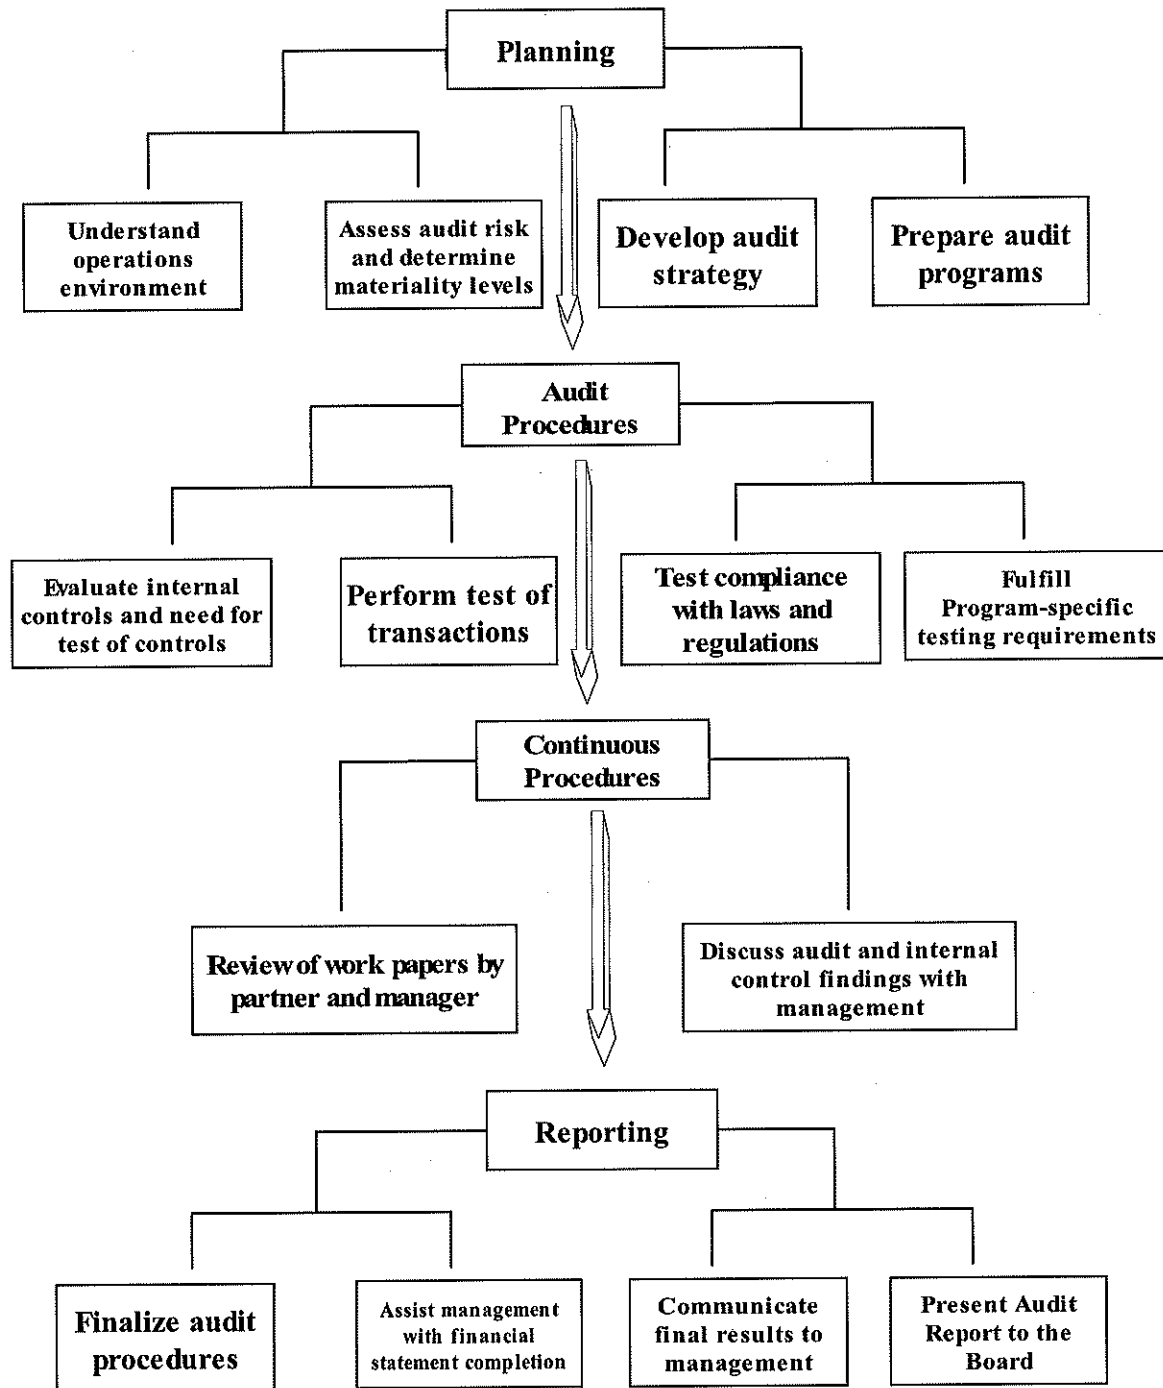 Planning
Understand
operations
environment
Assess audit risk
and determine
materiality levels
Develop audit
strategy
Prepare audit
programs
Audit
Procedures
Evaluate internal
controls and need for
test of controls
Perform test of
transactions
Test compliance
with laws and
regulations
Fulfill
Program-specific
testing requirements
Continuous
Procedures
Review of work papers by
partner and manager
Discuss audit and internal
control findings with
management
Reporting
Finalize audit
procedures
Assist management
with financial
statement completion
Communicate
final results to
management
Present Audit
Report to the
Board